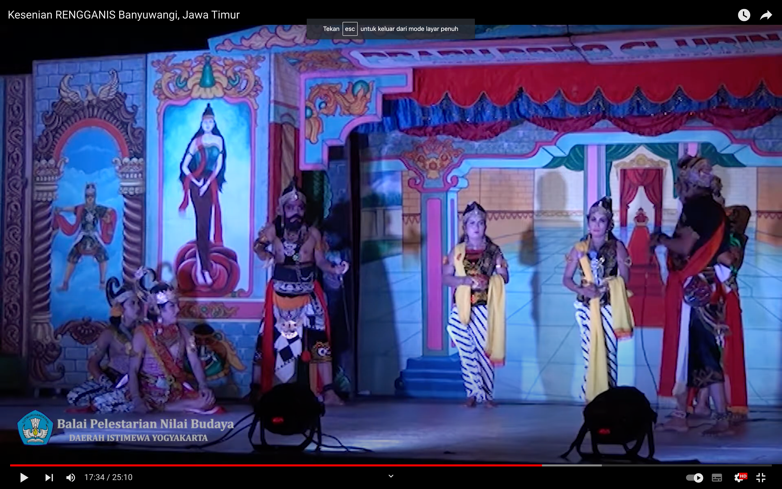 Kesenian RENGGANIS Banyuwangi, Jawa Timur
Tekan esc untuk keluar dari mode layar penuh
Balai Pelestarian Nilai Budaya
DAERAH ISTIMEWA YOGYAKARTA
17:34 / 25:10
HD